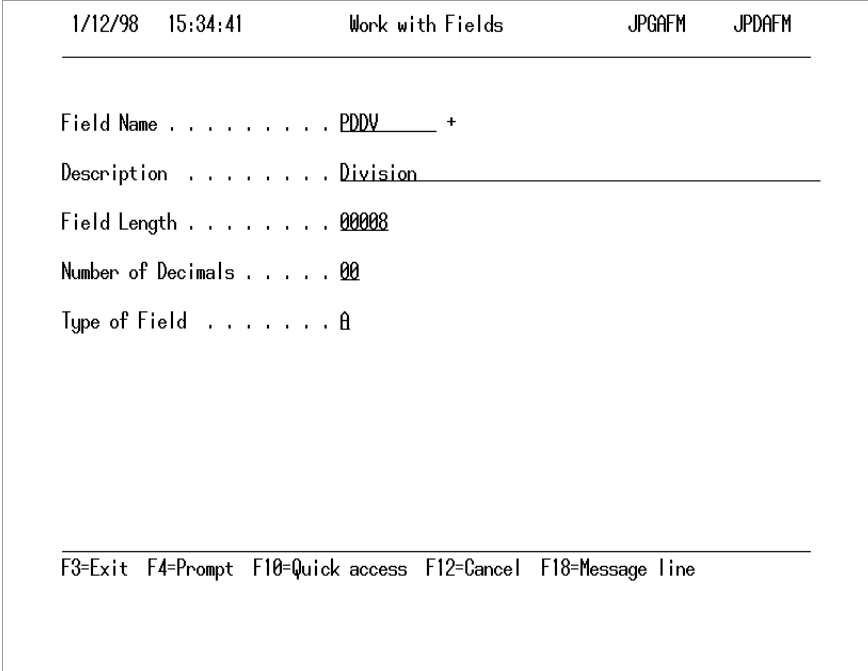 1/12/98 15:34:41 Work with Fields JPGAFM JPDAFM
Field Name . . . . . . . . . PDDV +
Description . . . . . . . . Division
Field Length . . . . . . . . 00008
Number of Decimals . . . . . 00
Type of Field . . . . . . . A
F3=Exit F4=Prompt F10=Quick access F12=Cancel F18=Message line